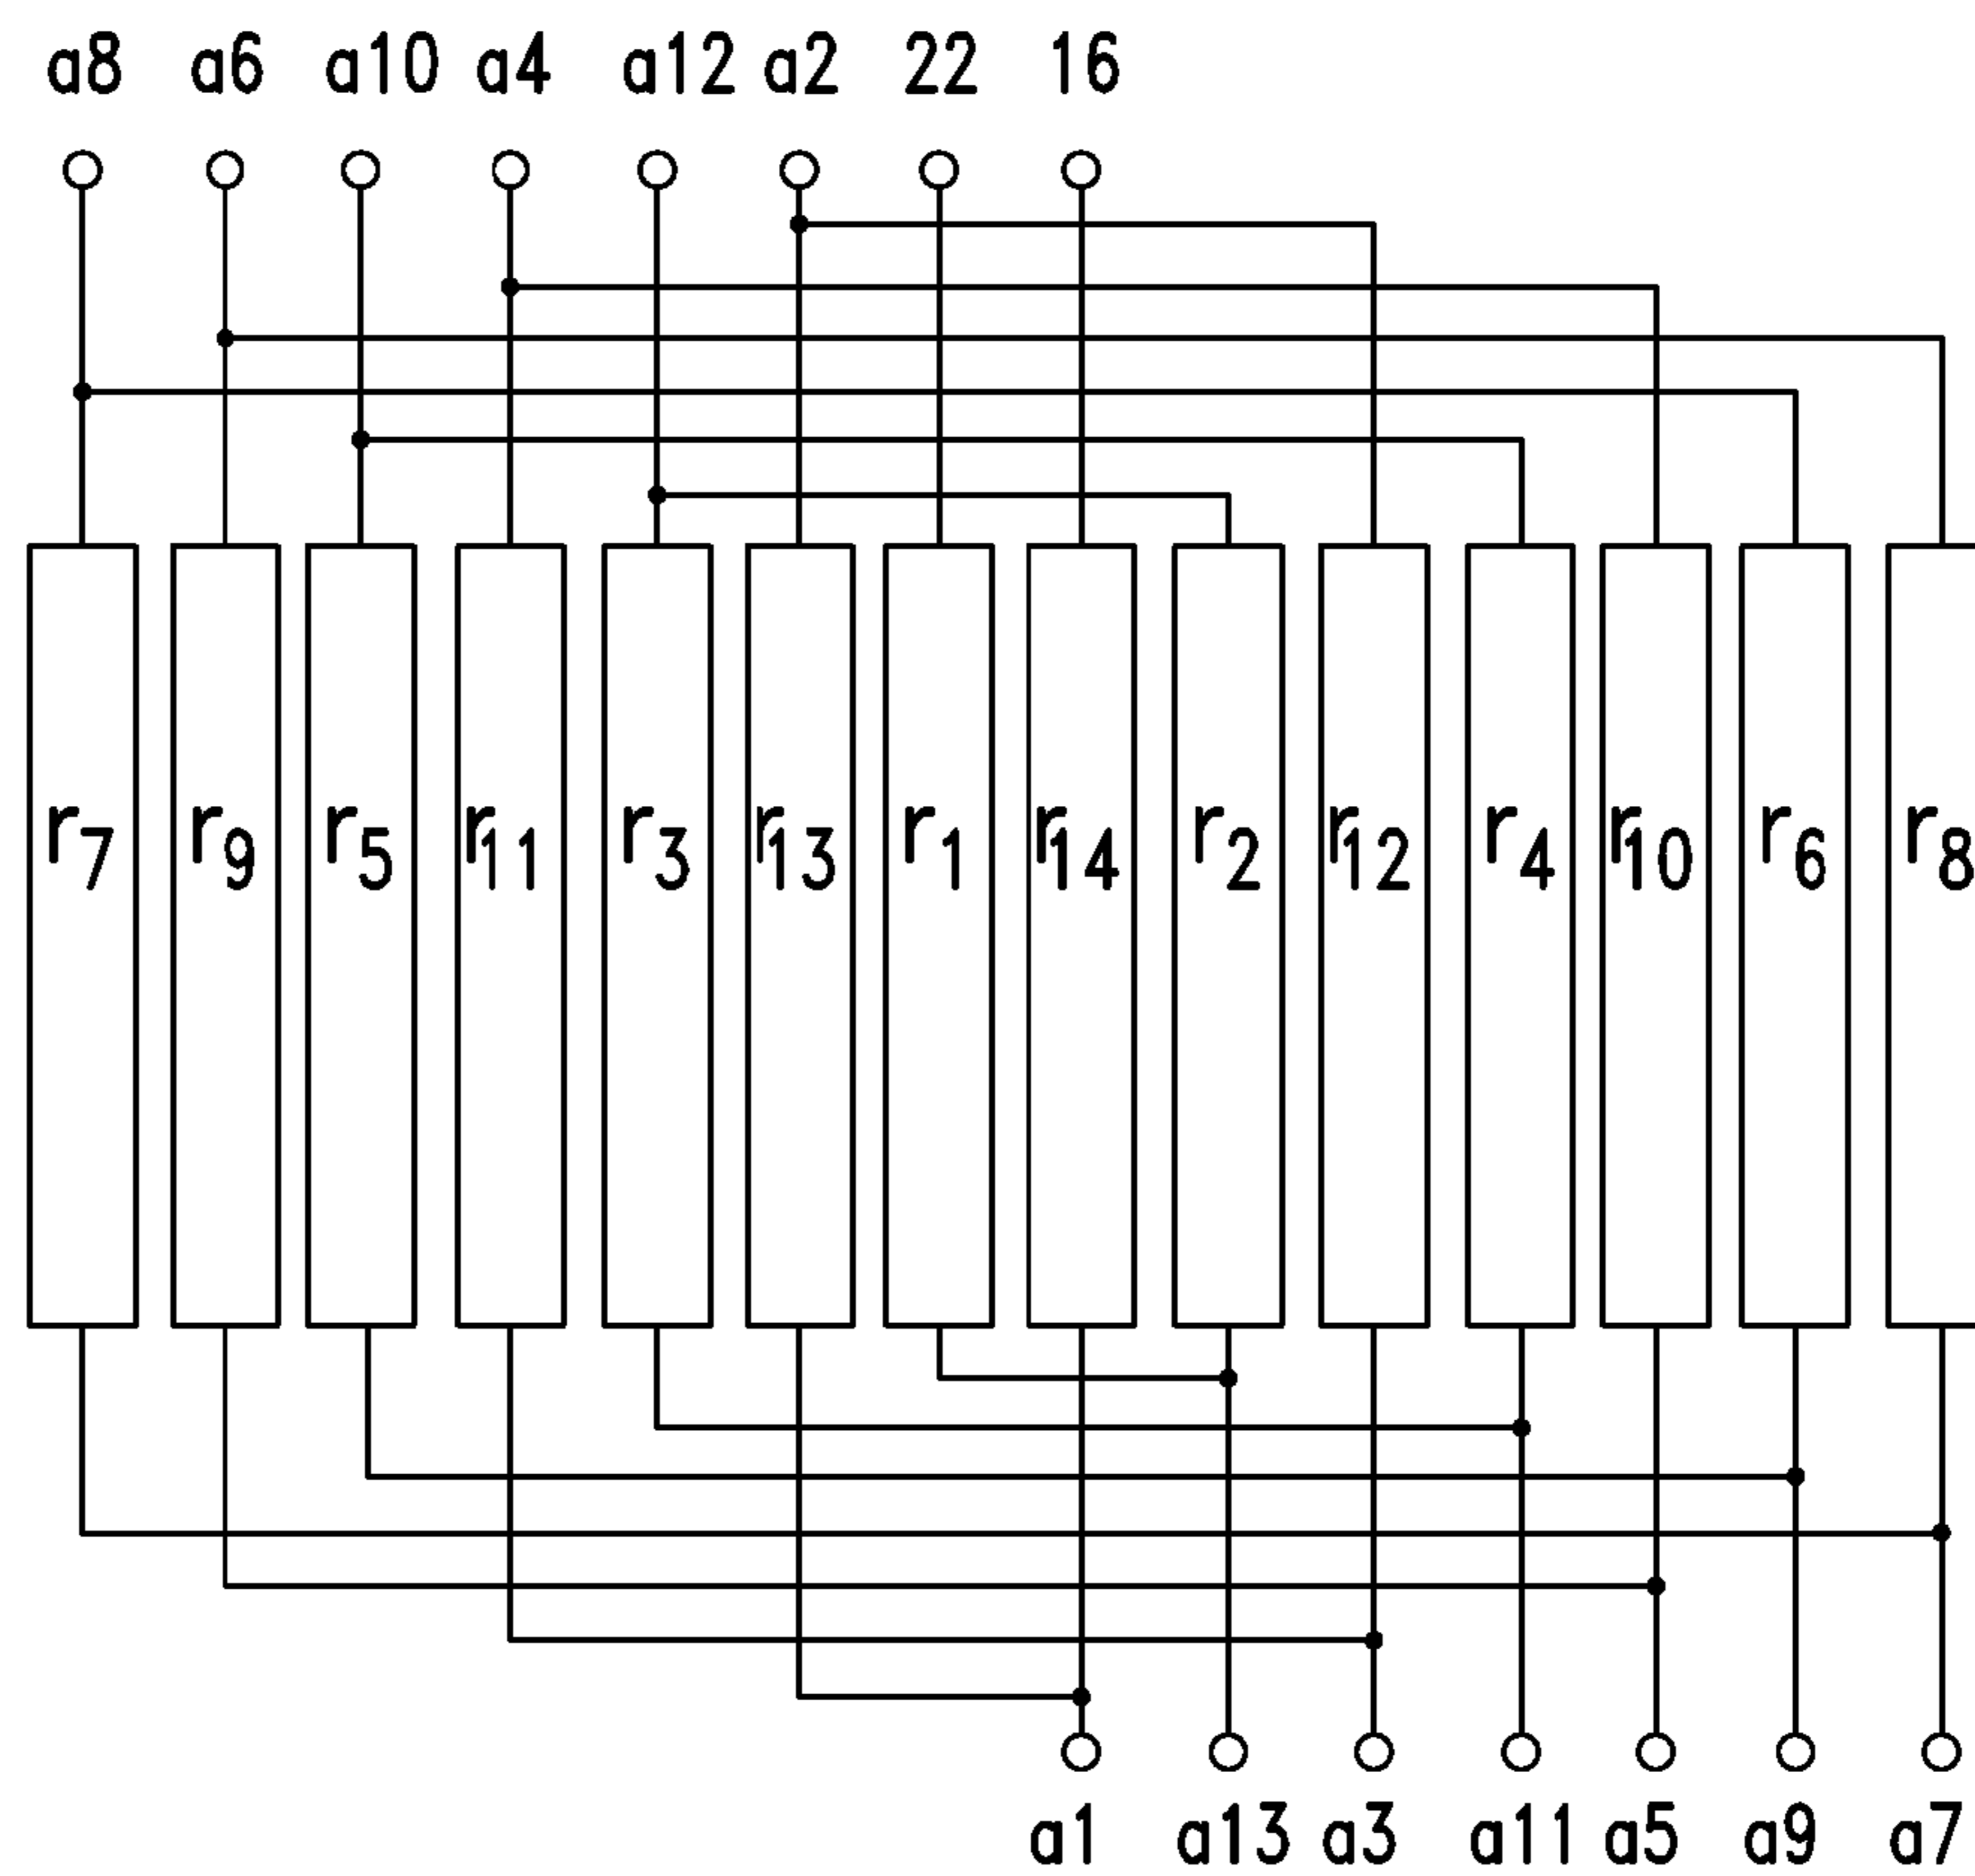 a8 a6 a10 a4 a12 a2 22 16
r7 r9 r5 r11 r3 r13 r1 r14 r2 r12 r4 r10 r6 r8
a1 a13 a3 a11 a5 a9 a7